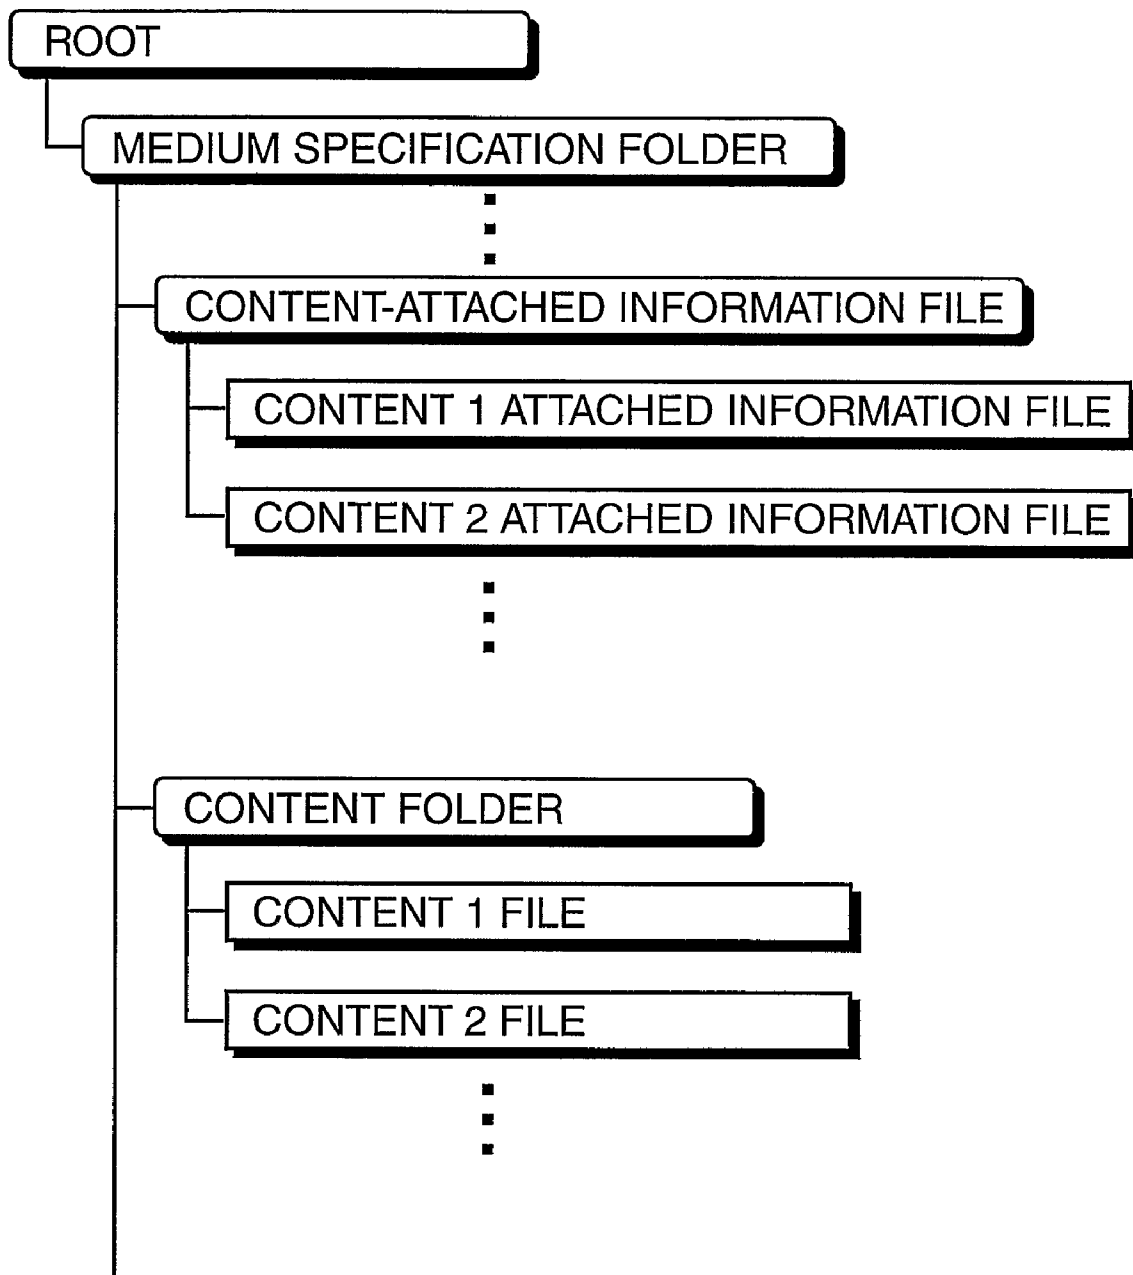 ROOT
MEDIUM SPECIFICATION FOLDER
CONTENT-ATTACHED INFORMATION FILE
CONTENT 1 ATTACHED INFORMATION FILE
CONTENT 2 ATTACHED INFORMATION FILE
CONTENT FOLDER
CONTENT 1 FILE
CONTENT 2 FILE